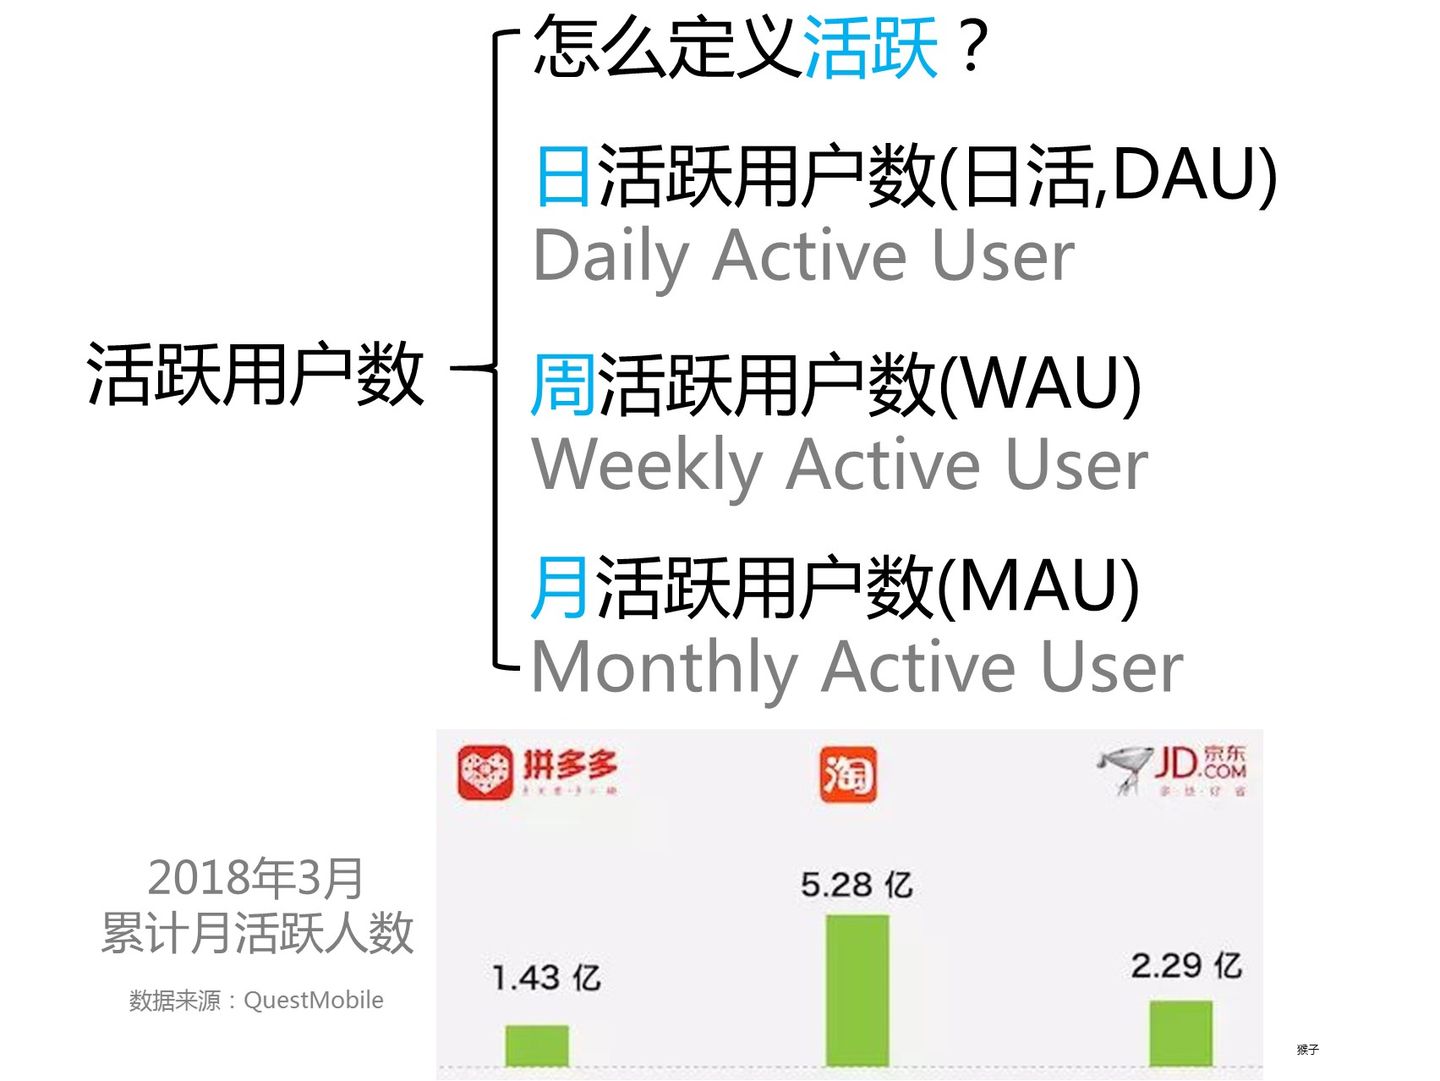 怎么定义活跃？
日活跃用户数(日活,DAU)
Daily Active User
活跃用户数
周活跃用户数(WAU)
Weekly Active User
月活跃用户数(MAU)
Monthly Active User
拼多多
淘
JD.京东
.COM
多·快·好·省
2018年3月
累计月活跃人数
数据来源：QuestMobile
1.43 亿
5.28 亿
2.29 亿
猴子